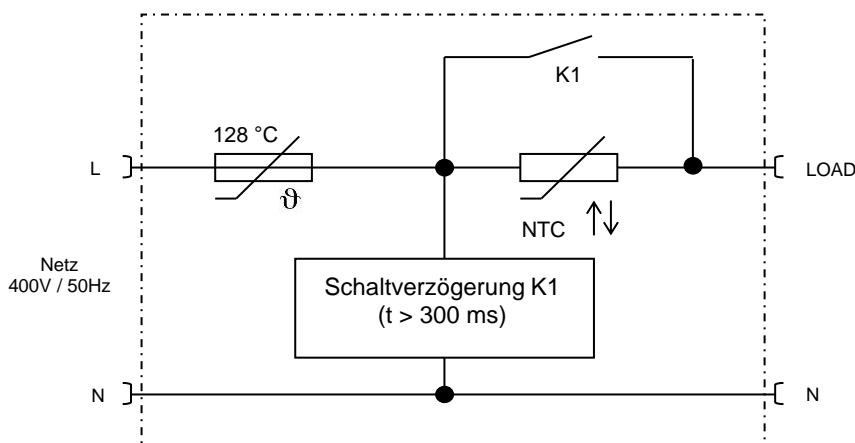 K1
128 °C
L
LOAD
ϑ
NTC
Netz
400V / 50Hz
Schaltverzögerung K1
(t > 300 ms)
N
N